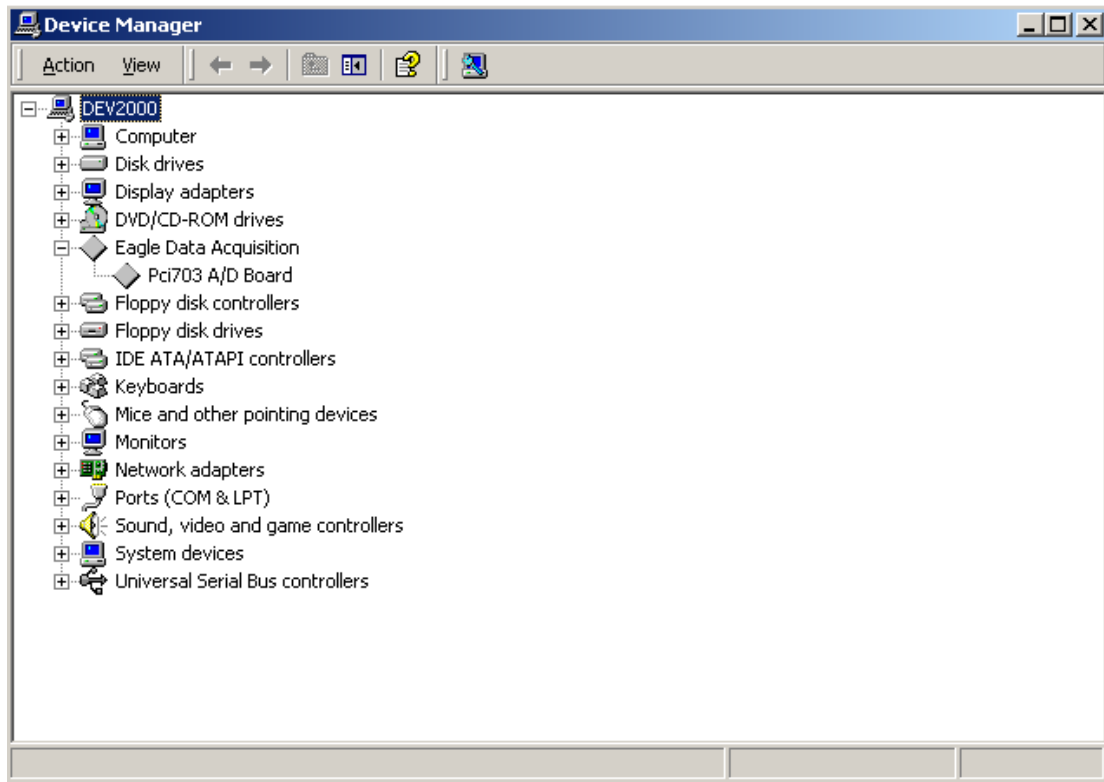 Device Manager
Action View
DEV2000
Computer
Disk drives
Display adapters
DVD/CD-ROM drives
Eagle Data Acquisition
Pci703 A/D Board
Floppy disk controllers
Floppy disk drives
IDE ATA/ATAPI controllers
Keyboards
Mice and other pointing devices
Monitors
Network adapters
Ports (COM & LPT)
Sound, video and game controllers
System devices
Universal Serial Bus controllers